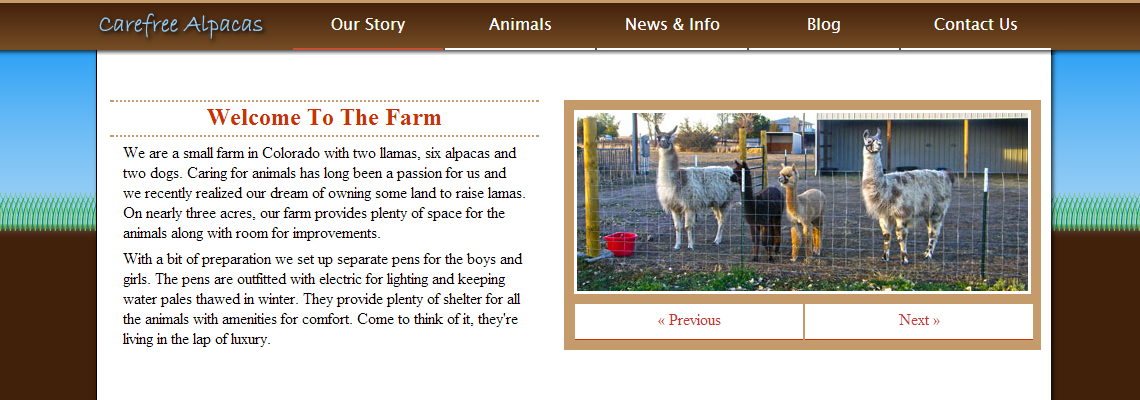 Carefree Alpacas
Our Story
Animals
News & Info
Blog
Contact Us
Welcome To The Farm
We are a small farm in Colorado with two llamas, six alpacas and
two dogs. Caring for animals has long been a passion for us and
we recently realized our dream of owning some land to raise lamas.
On nearly three acres, our farm provides plenty of space for the
animals along with room for improvements.
With a bit of preparation we set up separate pens for the boys and
girls. The pens are outfitted with electric for lighting and keeping
water pales thawed in winter. They provide plenty of shelter for all
the animals with amenities for comfort. Come to think of it, they're
living in the lap of luxury.
« Previous
Next »